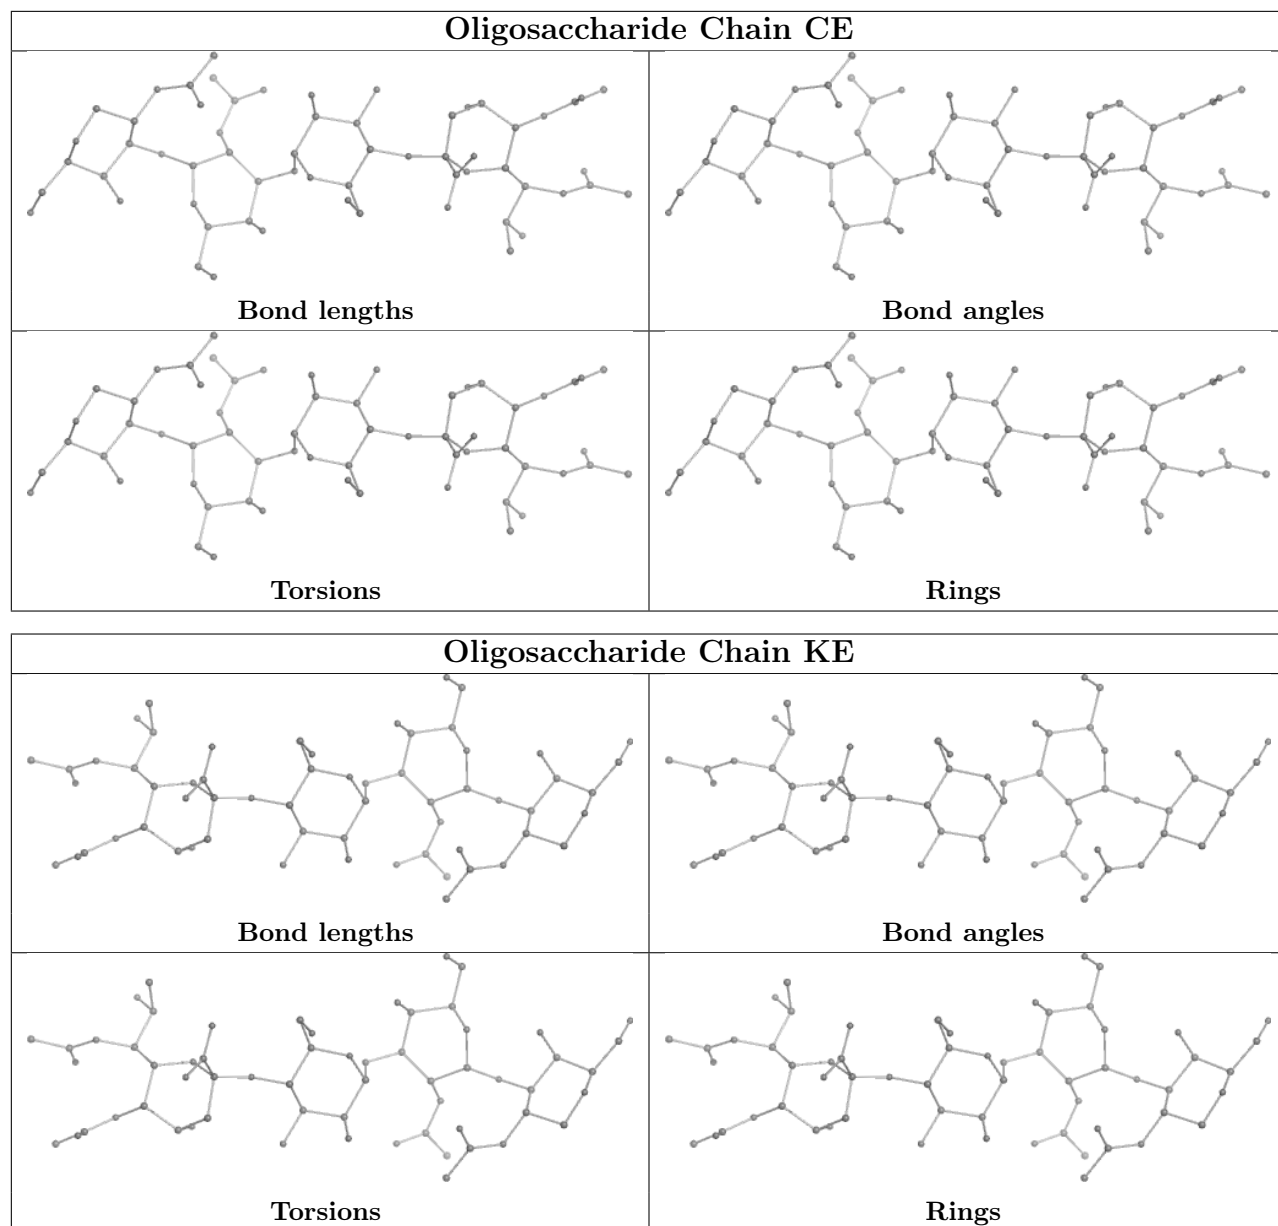 Oligosaccharide Chain CE
Bond lengths
Bond angles
Torsions
Rings
Oligosaccharide Chain KE
Bond lengths
Bond angles
Torsions
Rings